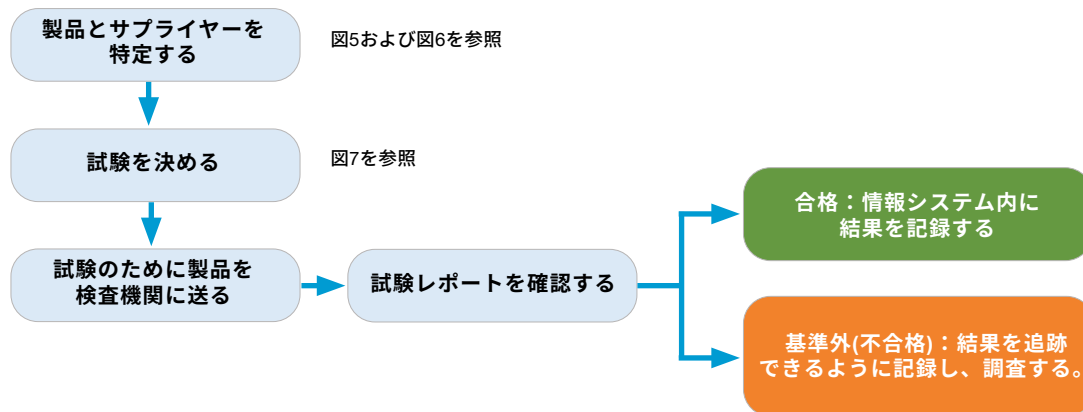 製品とサプライヤーを
特定する
図5および図6を参照
試験を決める
図7を参照
試験のために製品を
検査機関に送る
試験レポートを確認する
合格：情報システム内に
結果を記録する
基準外(不合格)：結果を追跡
できるように記録し、調査する。